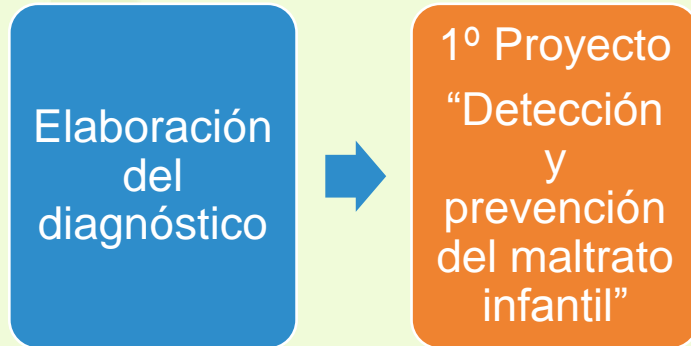 Elaboración
del
diagnóstico
1º Proyecto
“Detección
y
prevención
del maltrato
infantil”